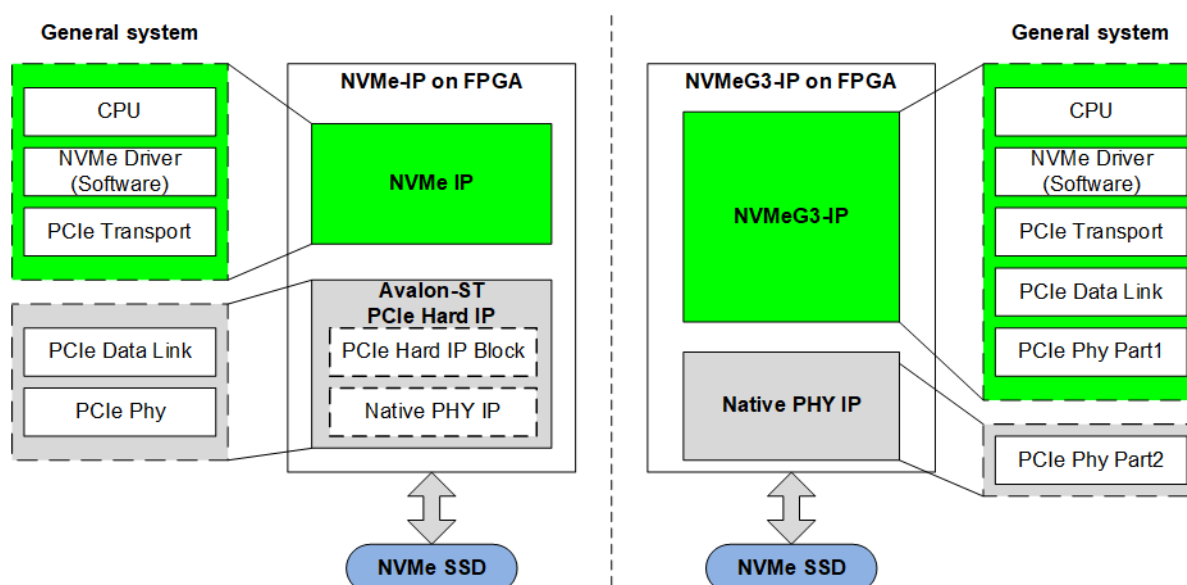 General system
CPU
NVMe Driver
(Software)
PCIe Transport
PCIe Data Link
PCIe Phy
NVMe-IP on FPGA
NVMe IP
Avalon-ST
PCIe Hard IP
PCIe Hard IP Block
Native PHY IP
NVMe SSD
NVMeG3-IP on FPGA
NVMeG3-IP
Native PHY IP
NVMe SSD
General system
CPU
NVMe Driver
(Software)
PCIe Transport
PCIe Data Link
PCIe Phy Part1
PCIe Phy Part2